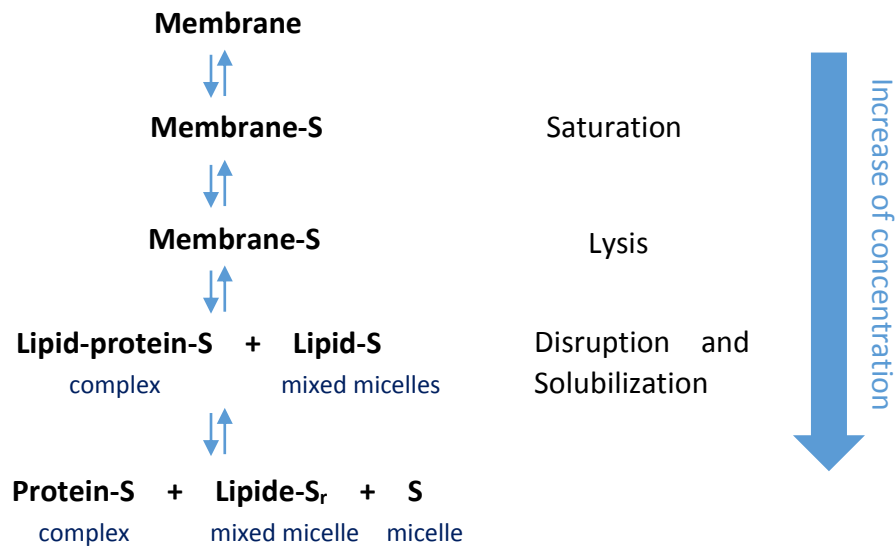 Membrane
Membrane-S Saturation
Membrane-S Lysis
Lipid-protein-S + Lipid-S Disruption and
complex mixed micelles Solubilization
Protein-S + Lipide-Sr + S
complex mixed micelle micelle
Increase of concentration